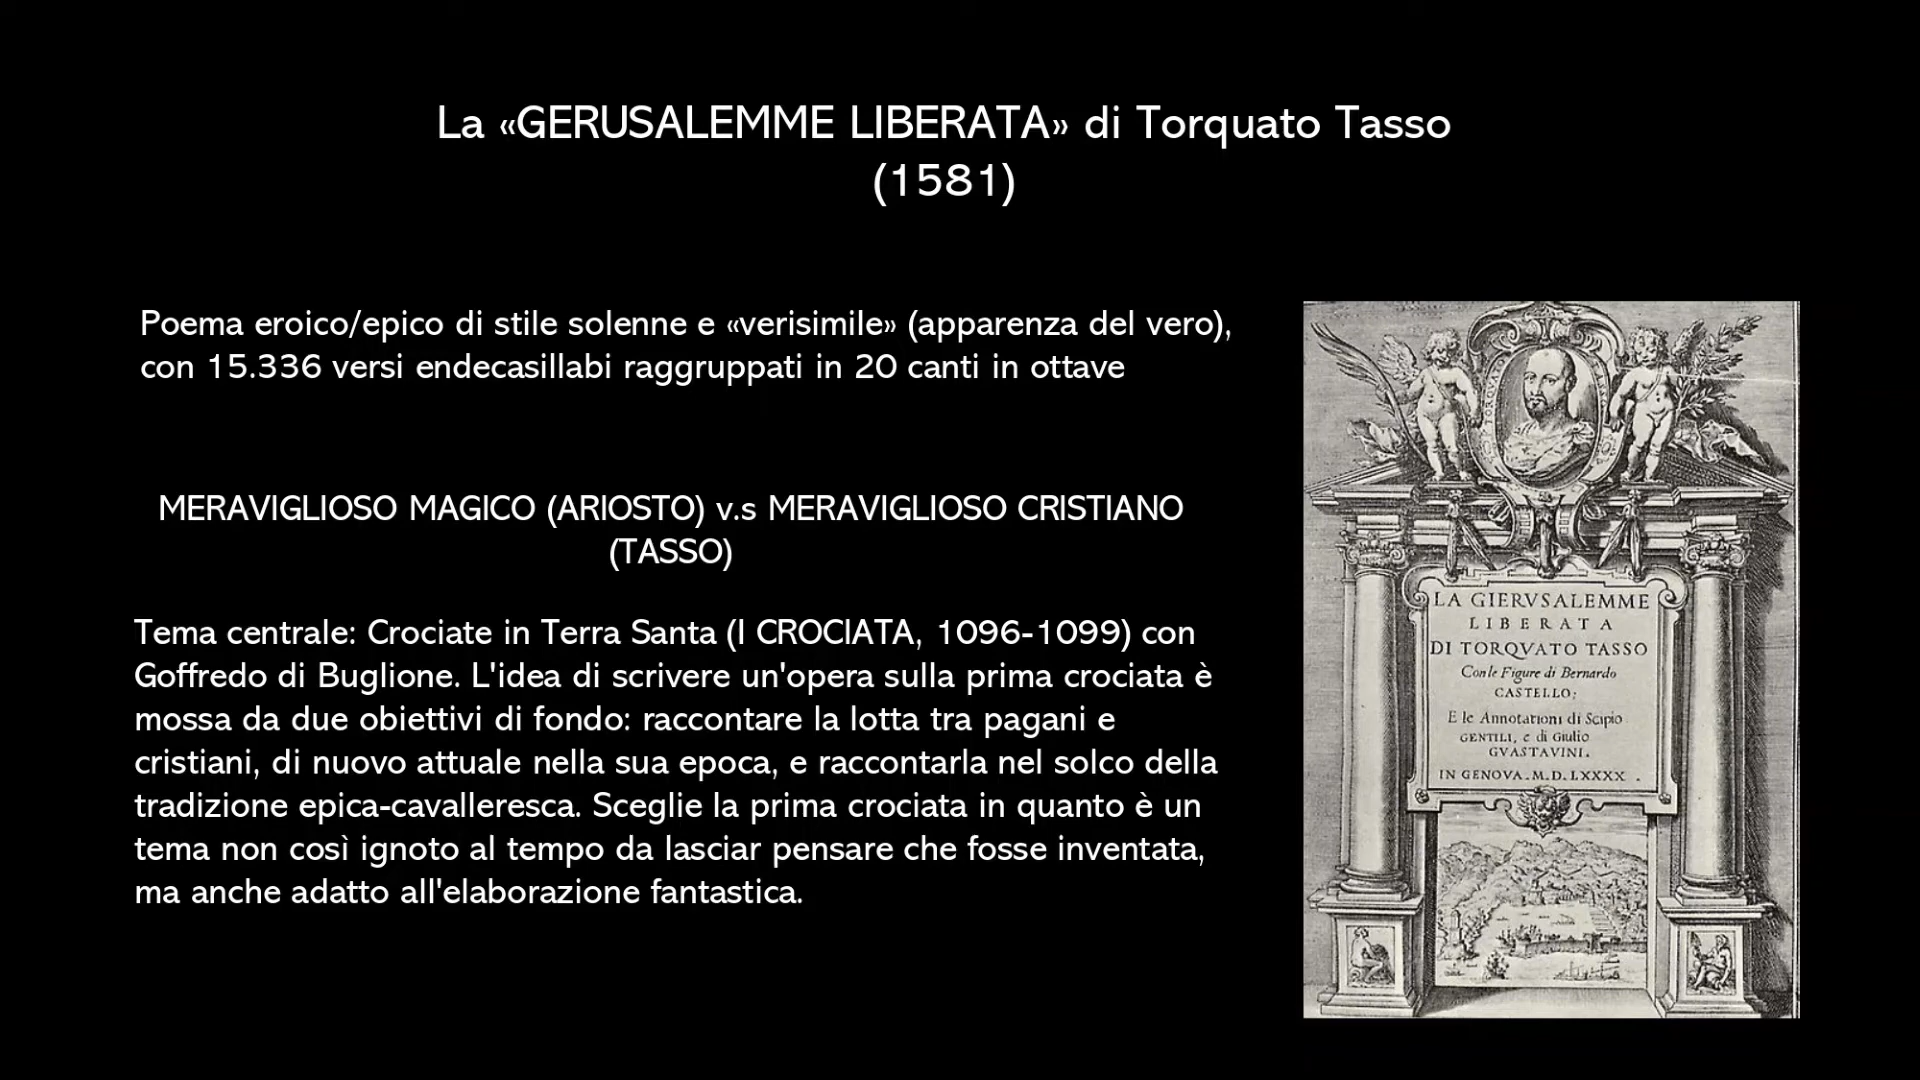 La «GERUSALEMME LIBERATA» di Torquato Tasso
(1581)
Poema eroico/epico di stile solenne e «verisimile» (apparenza del vero),
con 15.336 versi endecasillabi raggruppati in 20 canti in ottave
MERAVIGLIOSO MAGICO (ARIOSTO) v.s MERAVIGLIOSO CRISTIANO
(TASSO)
Tema centrale: Crociate in Terra Santa (I CROCIATA, 1096-1099) con
Goffredo di Buglione. L'idea di scrivere un'opera sulla prima crociata è
mossa da due obiettivi di fondo: raccontare la lotta tra pagani e
cristiani, di nuovo attuale nella sua epoca, e raccontarla nel solco della
tradizione epica-cavalleresca. Sceglie la prima crociata in quanto è un
tema non così ignoto al tempo da lasciar pensare che fosse inventata,
ma anche adatto all'elaborazione fantastica.
LA GIERVSALEMME
LIBERATA
DI TORQVATO TASSO
Con le Figure di Bernardo
CASTELLO;
E le Annotationi di Scipio
GENTILI, e di Giulio
GVASTAVINI.
IN GENOVA. M.D.LXXXX .